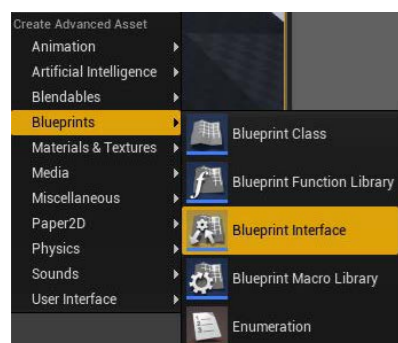 Create Advanced Asset
Animation
Artificial Intelligence
Blendables
Blueprints
Materials & Textures
Media
Miscellaneous
Paper2D
Physics
Sounds
User Interface
Blueprint Class
Blueprint Function Library
Blueprint Interface
Blueprint Macro Library
Enumeration